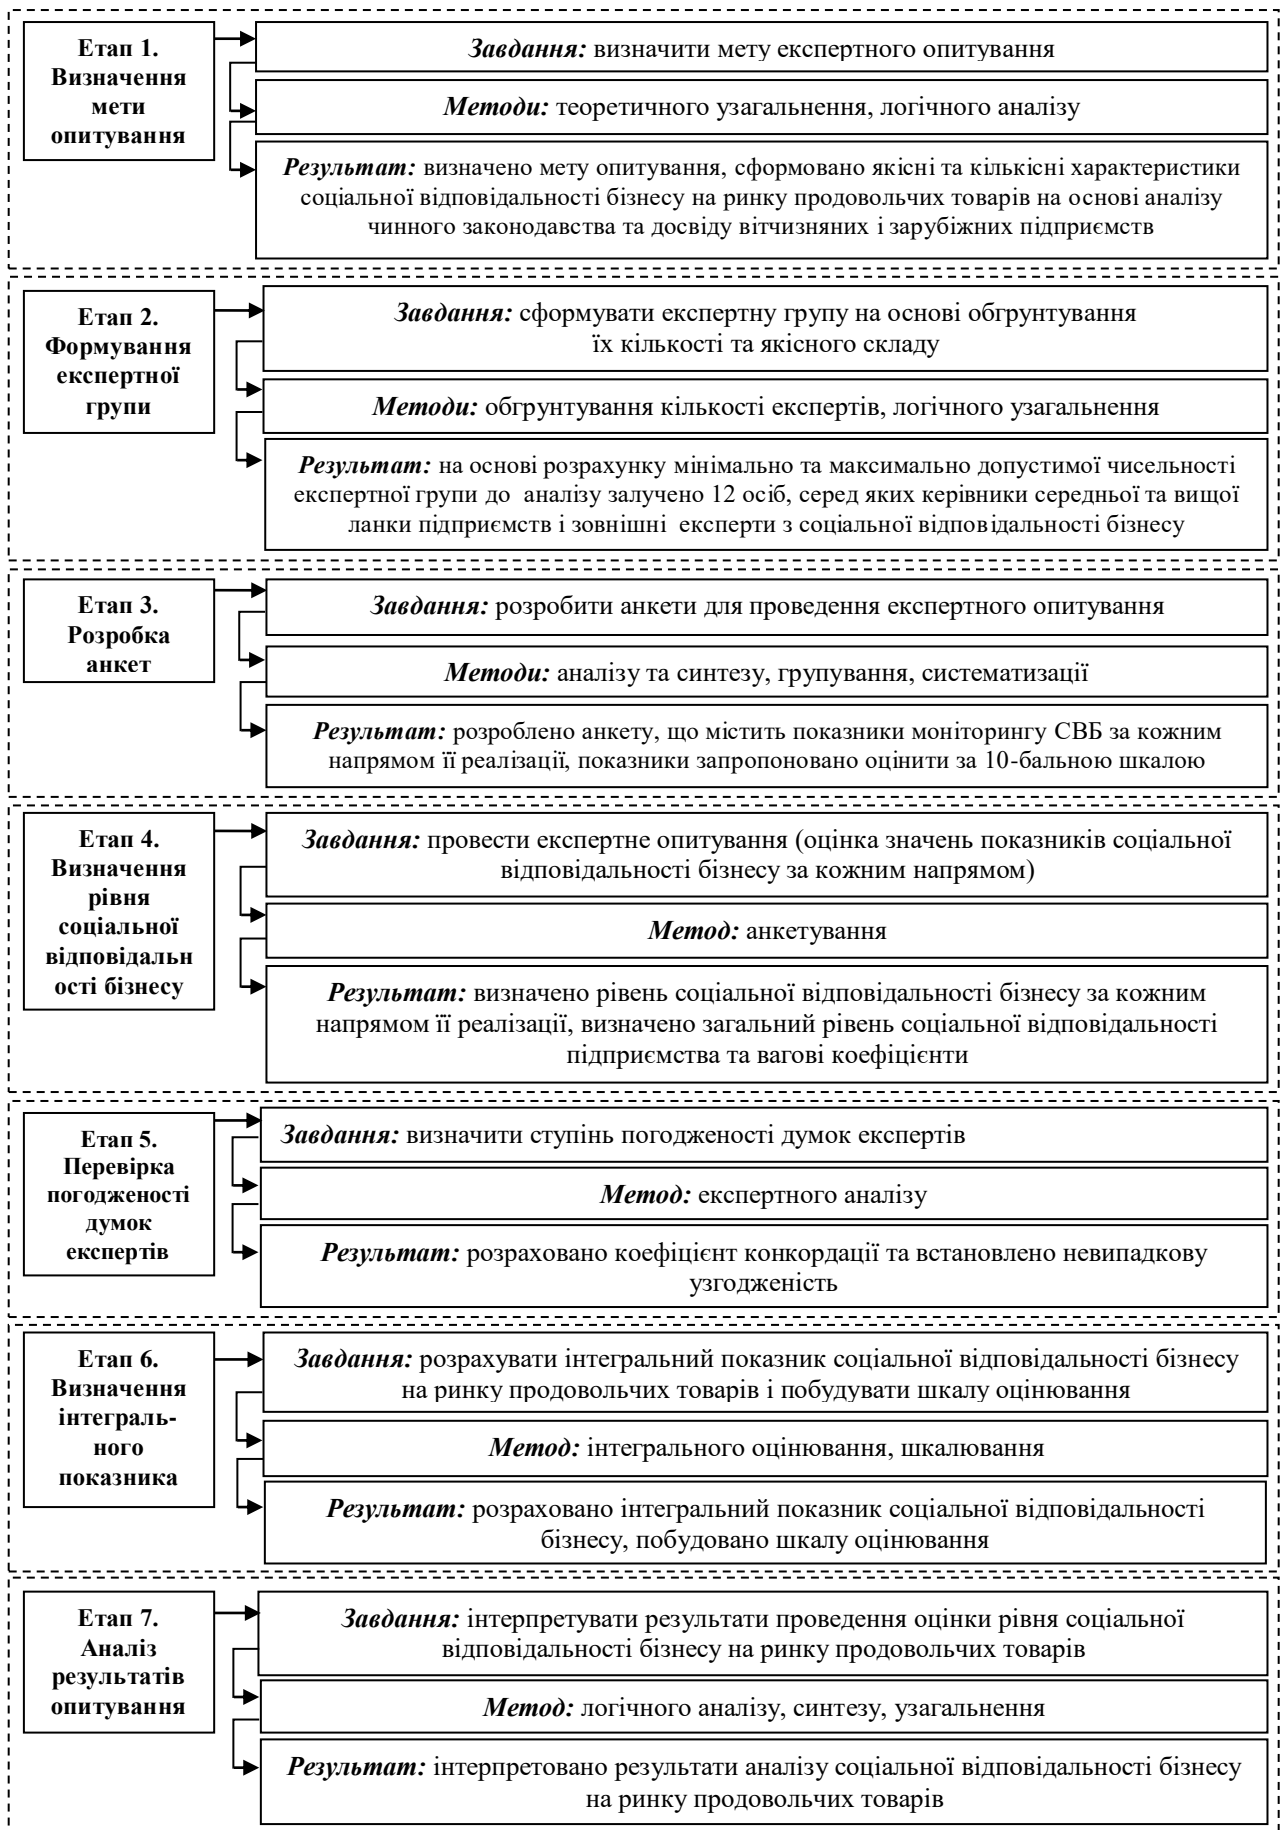 Етап 1.
Визначення
мети
опитування
Завдання: визначити мету експертного опитування
Методи: теоретичного узагальнення, логічного аналізу
Результат: визначено мету опитування, сформовано якісні та кількісні характеристики
соціальної відповідальності бізнесу на ринку продовольчих товарів на основі аналізу
чинного законодавства та досвіду вітчизняних і зарубіжних підприємств
Етап 2.
Формування
експертної
групи
Завдання: сформувати експертну групу на основі обгрунтування
їх кількості та якісного складу
Методи: обгрунтування кількості експертів, логічного узагальнення
Результат: на основі розрахунку мінімально та максимально допустимої чисельності
експертної групи до аналізу залучено 12 осіб, серед яких керівники середньої та вищої
ланки підприємств і зовнішні експерти з соціальної відповідальності бізнесу
Етап 3.
Розробка
анкет
Завдання: розробити анкети для проведення експертного опитування
Методи: аналізу та синтезу, групування, систематизації
Результат: розроблено анкету, що містить показники моніторингу СВБ за кожним
напрямом її реалізації, показники запропоновано оцінити за 10-бальною шкалою
Етап 4.
Визначення
рівня
соціальної
відповідальн
ості бізнесу
Завдання: провести експертне опитування (оцінка значень показників соціальної
відповідальності бізнесу за кожним напрямом)
Метод: анкетування
Результат: визначено рівень соціальної відповідальності бізнесу за кожним
напрямом її реалізації, визначено загальний рівень соціальної відповідальності
підприємства та вагові коефіцієнти
Етап 5.
Перевірка
погодженості
думок
експертів
Завдання: визначити ступінь погодженості думок експертів
Метод: експертного аналізу
Результат: розраховано коефіцієнт конкордації та встановлено невипадкову
узгодженість
Етап 6.
Визначення
інтеграль-
ного
показника
Завдання: розрахувати інтегральний показник соціальної відповідальності бізнесу
на ринку продовольчих товарів і побудувати шкалу оцінювання
Метод: інтегрального оцінювання, шкалювання
Результат: розраховано інтегральний показник соціальної відповідальності
бізнесу, побудовано шкалу оцінювання
Етап 7.
Аналіз
результатів
опитування
Завдання: інтерпретувати результати проведення оцінки рівня соціальної
відповідальності бізнесу на ринку продовольчих товарів
Метод: логічного аналізу, синтезу, узагальнення
Результат: інтерпретовано результати аналізу соціальної відповідальності бізнесу
на ринку продовольчих товарів